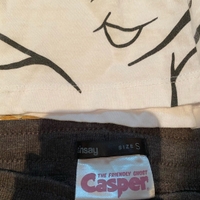 SIZE S
THE FRIENDLY GHOST
Casper